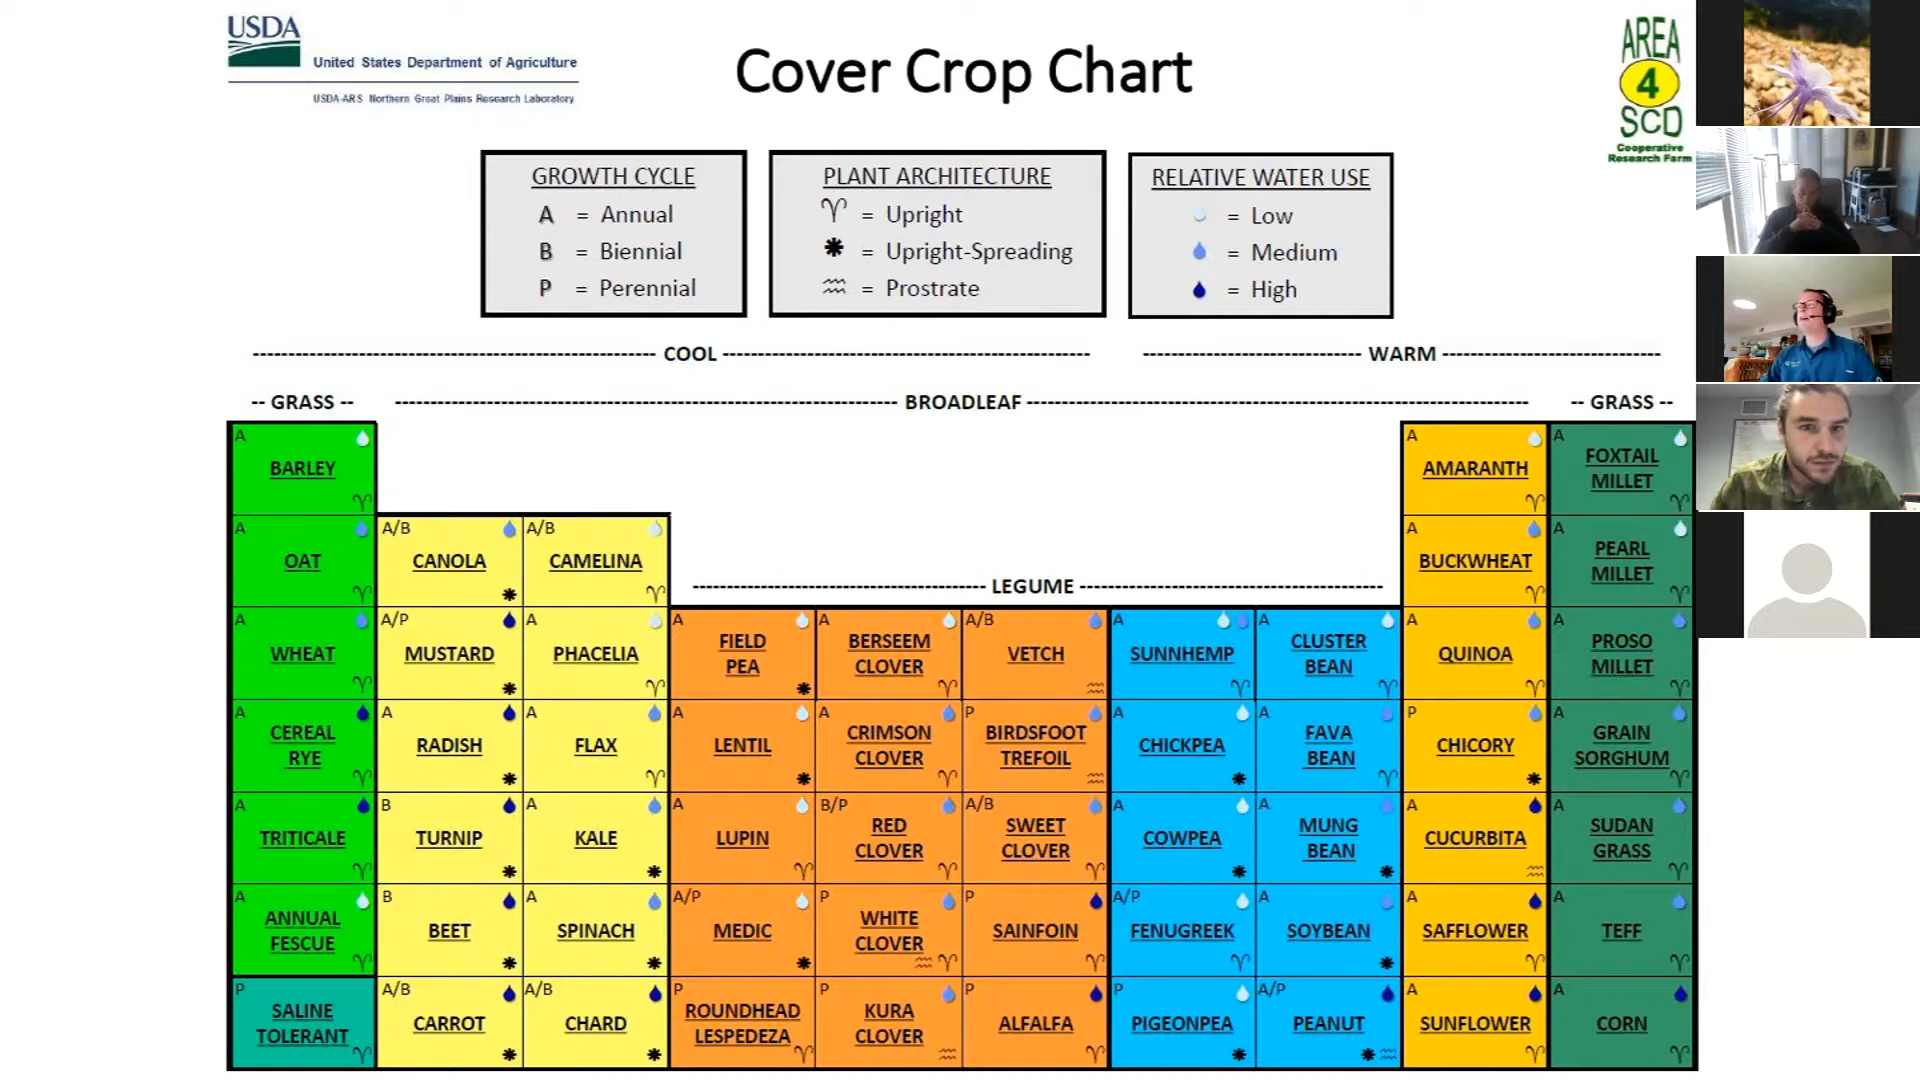 USDA
United States Department of Agriculture
USDA-ARS Northern Great Plains Research Laboratory
Cover Crop Chart
AREA
4
SCD
Cooperative
Research Farm
GROWTH CYCLE
A = Annual
B = Biennial
P = Perennial
PLANT ARCHITECTURE
= Upright
= Upright-Spreading
= Prostrate
RELATIVE WATER USE
= Low
= Medium
= High
COOL
WARM
-- GRASS --
BROADLEAF
-- GRASS --
A
BARLEY
A
AMARANTH
A
FOXTAIL
MILLET
A
OAT
A/B
CANOLA
A/B
CAMELINA
LEGUME
A
BUCKWHEAT
A
PEARL
MILLET
A
WHEAT
A/P
MUSTARD
A
PHACELIA
A
FIELD
PEA
A
BERSEEM
CLOVER
A/B
VETCH
A
SUNNHEMP
A
CLUSTER
BEAN
A
QUINOA
A
PROSO
MILLET
A
CEREAL
RYE
A
RADISH
A
FLAX
A
LENTIL
A
CRIMSON
CLOVER
P
BIRDSFOOT
TREFOIL
A
CHICKPEA
A
FAVA
BEAN
P
CHICORY
A
GRAIN
SORGHUM
A
TRITICALE
B
TURNIP
A
KALE
A
LUPIN
B/P
RED
CLOVER
A/B
SWEET
CLOVER
A
COWPEA
A
MUNG
BEAN
A
CUCURBITA
A
SUDAN
GRASS
A
ANNUAL
FESCUE
B
BEET
A
SPINACH
A/P
MEDIC
P
WHITE
CLOVER
P
SAINFOIN
A/P
FENUGREEK
A
SOYBEAN
A
SAFFLOWER
A
TEFF
P
SALINE
TOLERANT
A/B
CARROT
A/B
CHARD
P
ROUNDHEAD
LESPEDEZA
P
KURA
CLOVER
P
ALFALFA
P
PIGEONPEA
A/P
PEANUT
A
SUNFLOWER
A
CORN